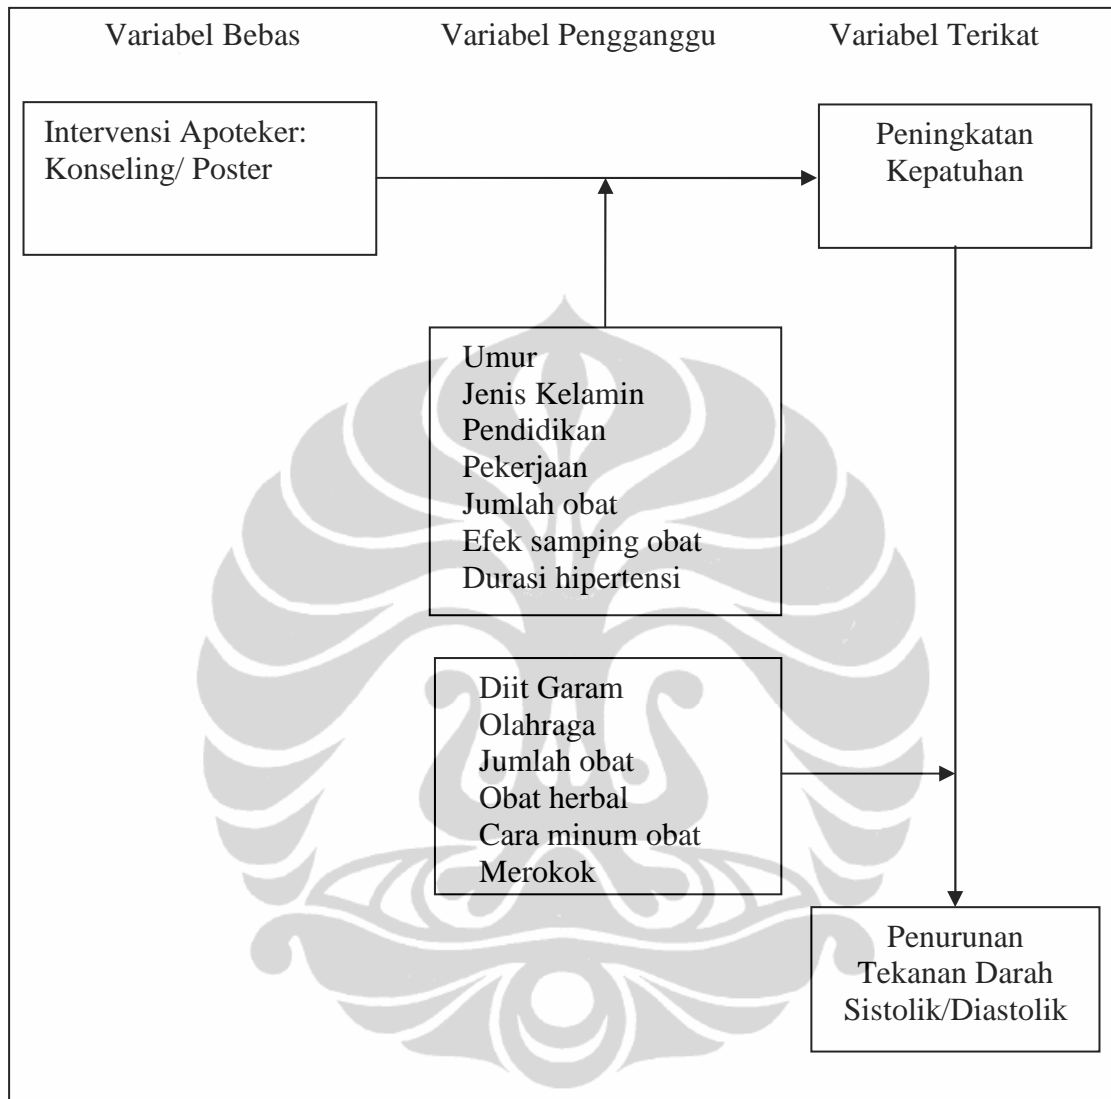 Variabel Bebas
Variabel Pengganggu
Variabel Terikat
Intervensi Apoteker:
Konseling/ Poster
Peningkatan
Kepatuhan
Umur
Jenis Kelamin
Pendidikan
Pekerjaan
Jumlah obat
Efek samping obat
Durasi hipertensi
Diit Garam
Olahraga
Jumlah obat
Obat herbal
Cara minum obat
Merokok
Penurunan
Tekanan Darah
Sistolik/Diastolik